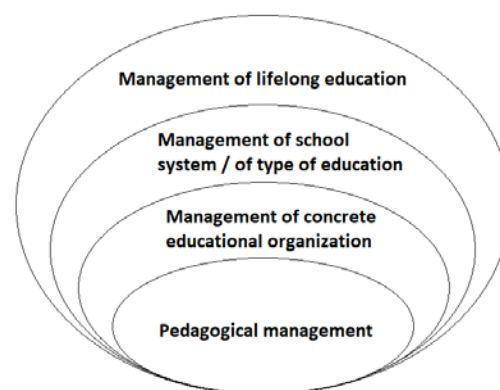 Management of lifelong education
Management of school
system / of type of education
Management of concrete
educational organization
Pedagogical management